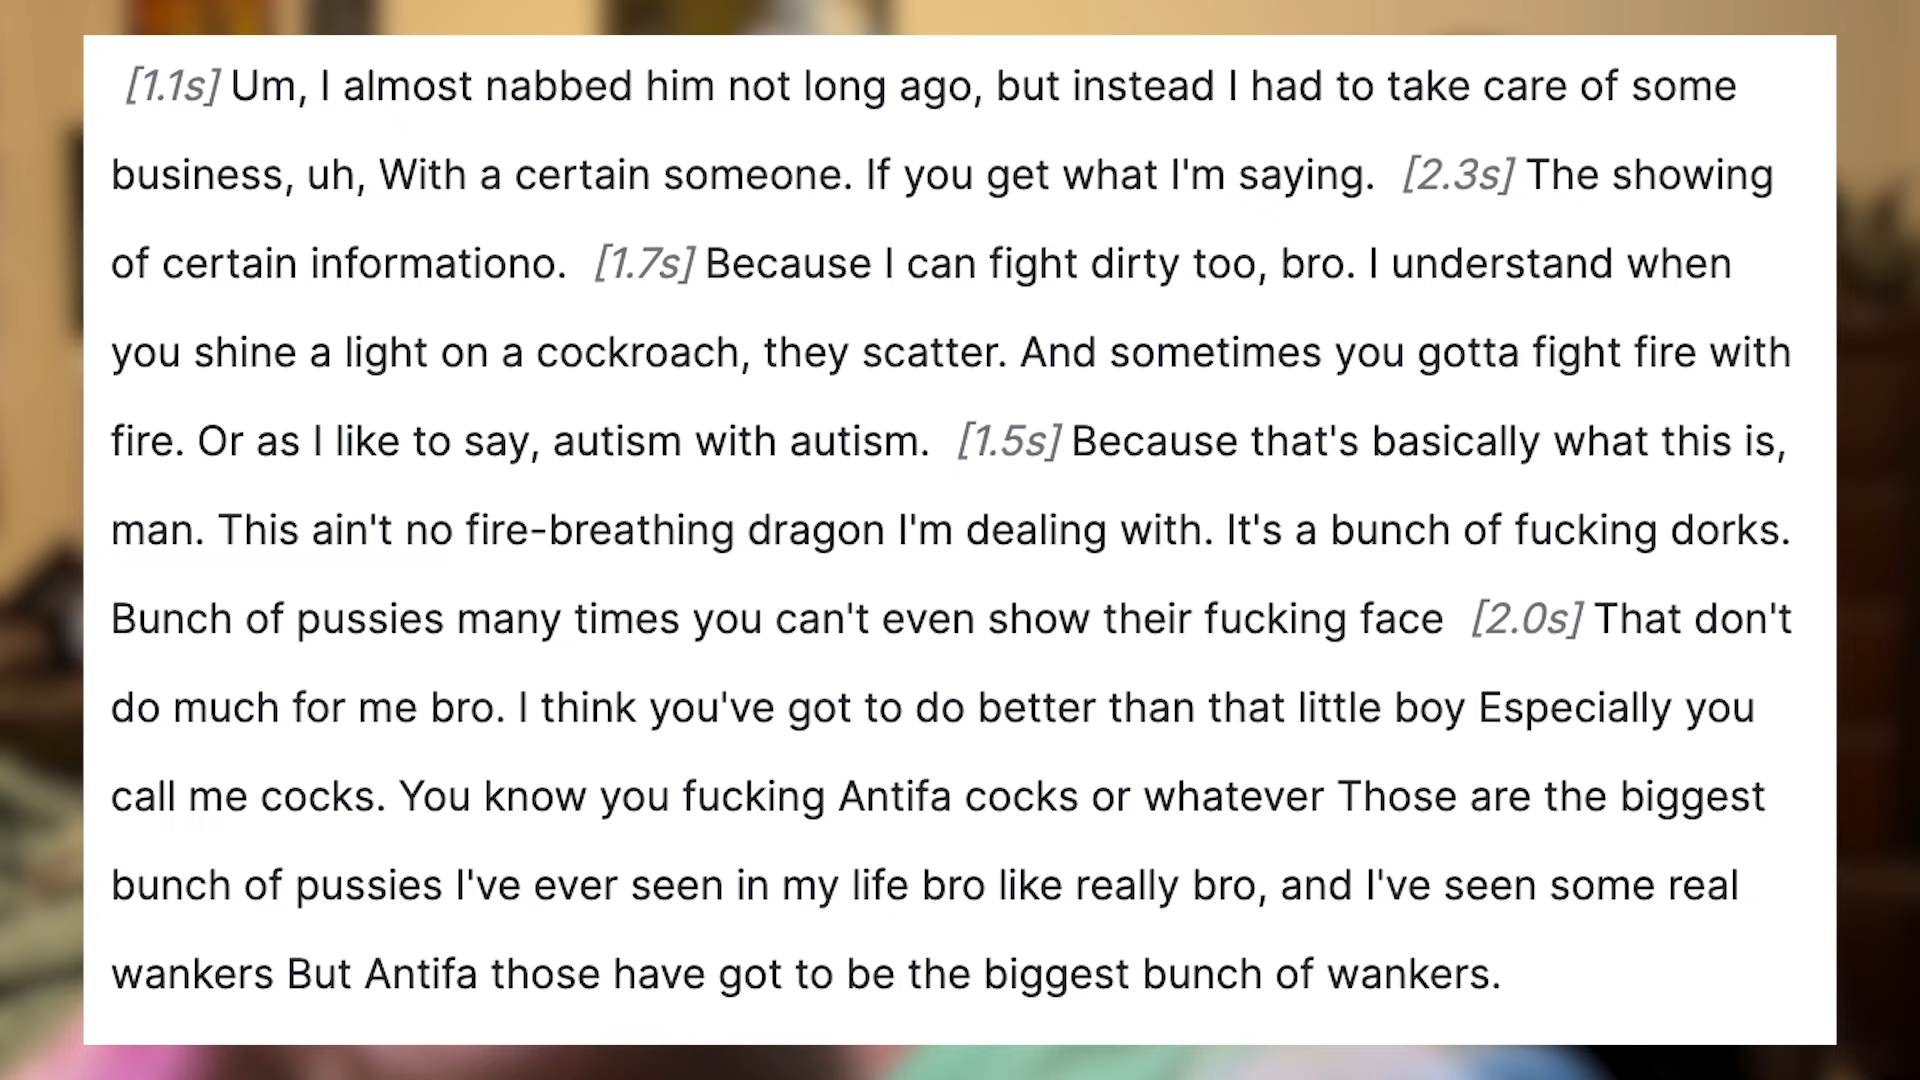 [1.1s] Um, I almost nabbed him not long ago, but instead I had to take care of some
business, uh, With a certain someone. If you get what I'm saying. [2.3s] The showing
of certain informationo. [1.7s] Because I can fight dirty too, bro. I understand when
you shine a light on a cockroach, they scatter. And sometimes you gotta fight fire with
fire. Or as I like to say, autism with autism. [1.5s] Because that's basically what this is,
man. This ain't no fire-breathing dragon I'm dealing with. It's a bunch of fucking dorks.
Bunch of pussies many times you can't even show their fucking face [2.0s] That don't
do much for me bro. I think you've got to do better than that little boy Especially you
call me cocks. You know you fucking Antifa cocks or whatever Those are the biggest
bunch of pussies I've ever seen in my life bro like really bro, and I've seen some real
wankers But Antifa those have got to be the biggest bunch of wankers.